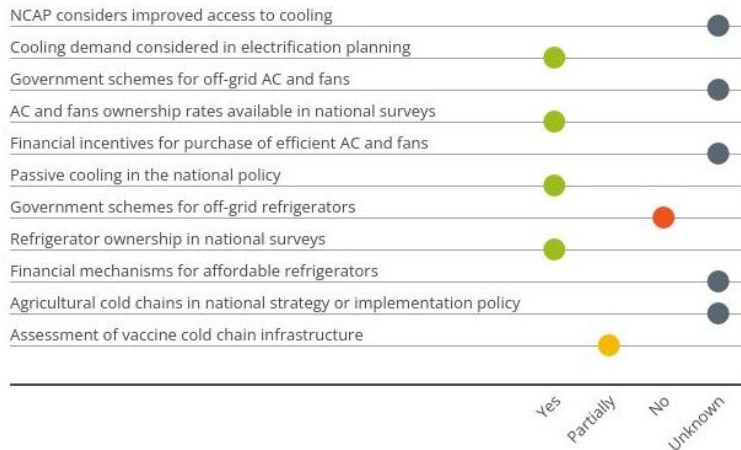 NCAP considers improved access to cooling
Cooling demand considered in electrification planning
Government schemes for off-grid AC and fans
AC and fans ownership rates available in national surveys
Financial incentives for purchase of efficient AC and fans
Passive cooling in the national policy
Government schemes for off-grid refrigerators
Refrigerator ownership in national surveys
Financial mechanisms for affordable refrigerators
Agricultural cold chains in national strategy or implementation policy
Assessment of vaccine cold chain infrastructure
Yes
Partially
No
Unknown